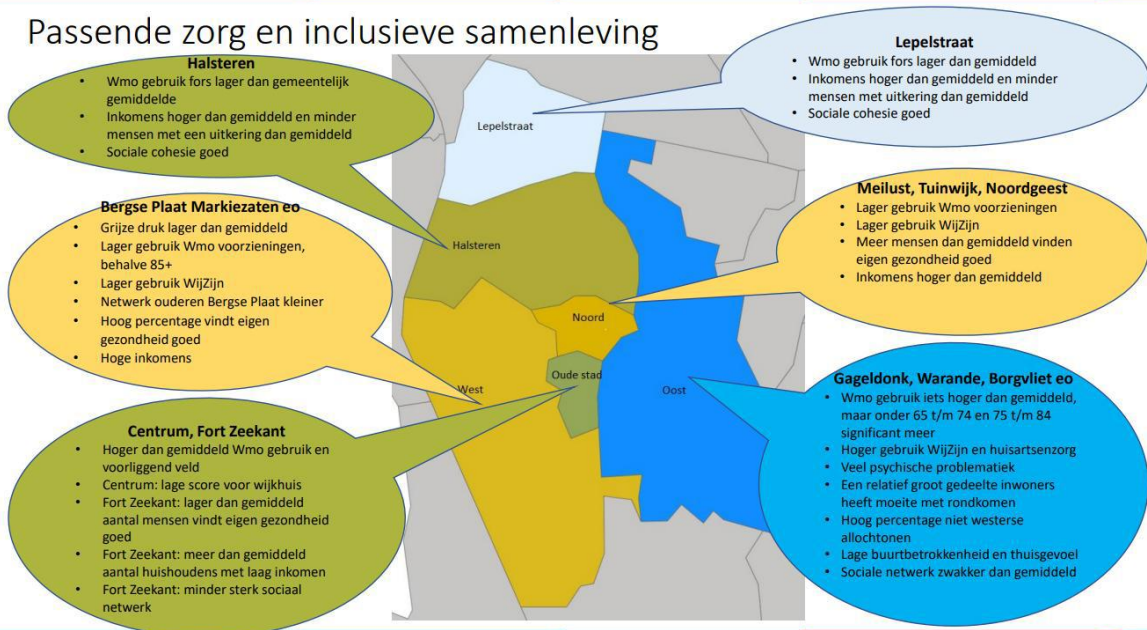 Passende zorg en inclusieve samenleving
Halsteren
• Wmo gebruik fors lager dan gemeentelijk
gemiddelde
• Inkomens hoger dan gemiddeld en minder
mensen met een uitkering dan gemiddeld
• Sociale cohesie goed
Lepelstraat
• Wmo gebruik fors lager dan gemiddeld
• Inkomens hoger dan gemiddeld en minder
mensen met uitkering dan gemiddeld
• Sociale cohesie goed
Bergse Plaat Markiezaten eo
• Grijze druk lager dan gemiddeld
• Lager gebruik Wmo voorzieningen,
behalve 85+
• Lager gebruik WijZijn
• Netwerk ouderen Bergse Plaat kleiner
• Hoog percentage vindt eigen
gezondheid goed
• Hoge inkomens
Meilust, Tuinwijk, Noordgeest
• Lager gebruik Wmo voorzieningen
• Lager gebruik WijZijn
• Meer mensen dan gemiddeld vinden
eigen gezondheid goed
• Inkomens hoger dan gemiddeld
Centrum, Fort Zeekant
• Hoger dan gemiddeld Wmo gebruik en
voorliggend veld
• Centrum: lage score voor wijkhuis
• Fort Zeekant: lager dan gemiddeld
aantal mensen vindt eigen gezondheid
goed
• Fort Zeekant: meer dan gemiddeld
aantal huishoudens met laag inkomen
• Fort Zeekant: minder sterk sociaal
netwerk
Gageldonk, Warande, Borgvliet eo
• Wmo gebruik iets hoger dan gemiddeld,
maar onder 65 t/m 74 en 75 t/m 84
significant meer
• Hoger gebruik WijZijn en huisartsenzorg
• Veel psychische problematiek
• Een relatief groot gedeelte inwoners
heeft moeite met rondkomen
• Hoog percentage niet westerse
allochtonen
• Lage buurtbetrokkenheid en thuisgevoel
• Sociale netwerk zwakker dan gemiddeld
Lepelstraat
Halsteren
Noord
Oude stad
West
Oost